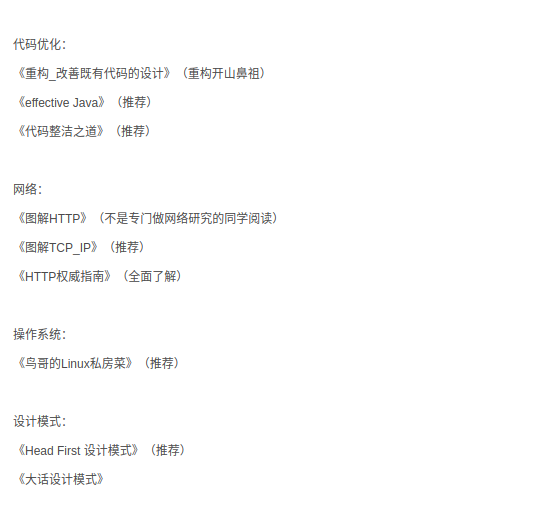 代码优化：
《重构_改善既有代码的设计》（重构开山鼻祖）
《effective Java》（推荐）
《代码整洁之道》（推荐）
网络：
《图解HTTP》（不是专门做网络研究的同学阅读）
《图解TCP_IP》（推荐）
《HTTP权威指南》（全面了解）
操作系统：
《鸟哥的Linux私房菜》（推荐）
设计模式：
《Head First 设计模式》（推荐）
《大话设计模式》